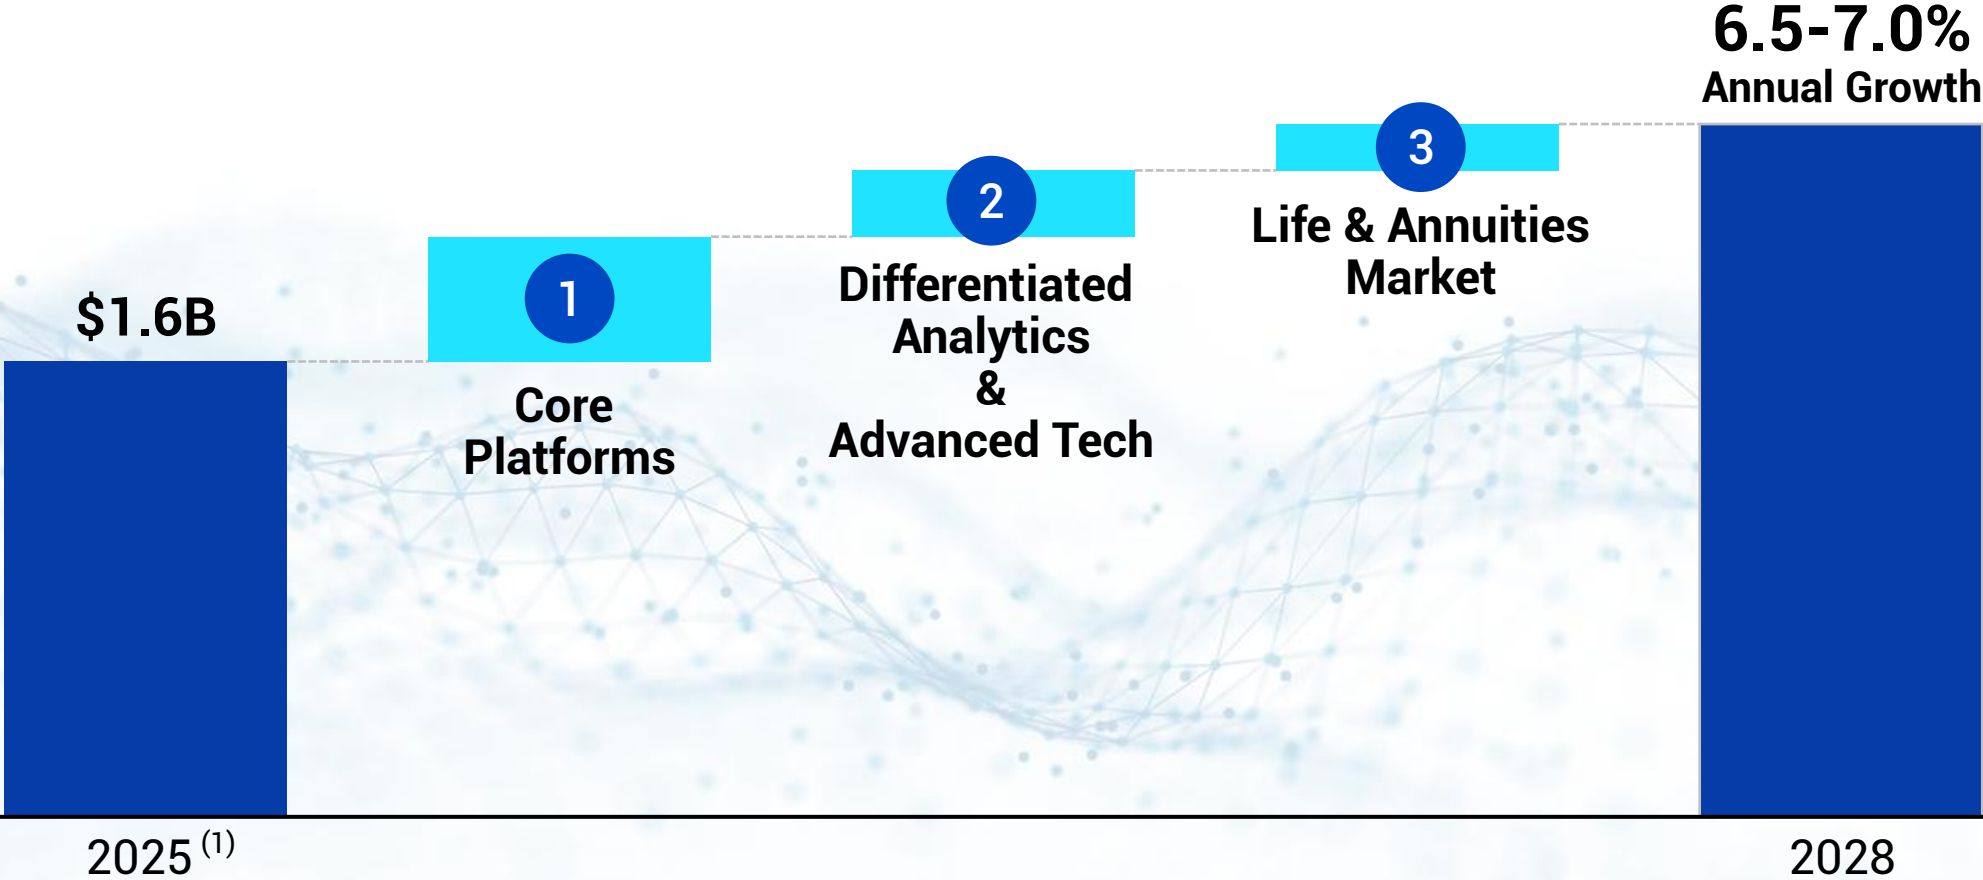 6.5-7.0%
Annual Growth
$1.6B
1
Core
Platforms
2
Differentiated
Analytics
&
Advanced Tech
3
Life & Annuities
Market
2025 (1)
2028